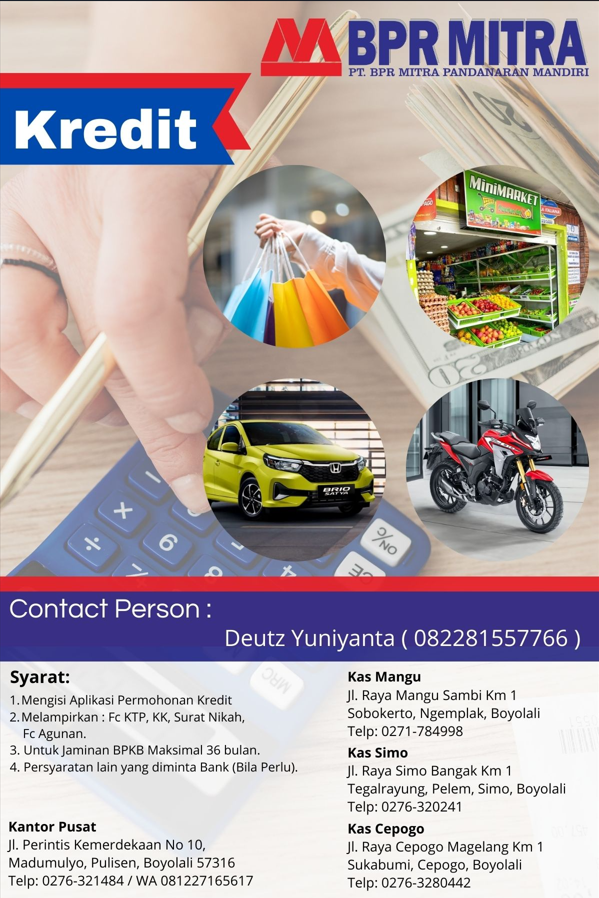 BPR MITRA
PT. BPR MITRA PANDANARAN MANDIRI
Kredit
MiniMARKET
BRIO
SATYA
÷
×
6
ON/C
CE
MRC
Contact Person :
Deutz Yuniyanta ( 082281557766 )
Syarat:
1. Mengisi Aplikasi Permohonan Kredit
2. Melampirkan : Fc KTP, KK, Surat Nikah,
Fc Agunan.
3. Untuk Jaminan BPKB Maksimal 36 bulan.
4. Persyaratan lain yang diminta Bank (Bila Perlu).
Kantor Pusat
Jl. Perintis Kemerdekaan No 10,
Madumulyo, Pulisen, Boyolali 57316
Telp: 0276-321484 / WA 081227165617
Kas Mangu
Jl. Raya Mangu Sambi Km 1
Sobokerto, Ngemplak, Boyolali
Telp: 0271-784998
Kas Simo
Jl. Raya Simo Bangak Km 1
Tegalrayung, Pelem, Simo, Boyolali
Telp: 0276-320241
Kas Cepogo
Jl. Raya Cepogo Magelang Km 1
Sukabumi, Cepogo, Boyolali
Telp: 0276-3280442